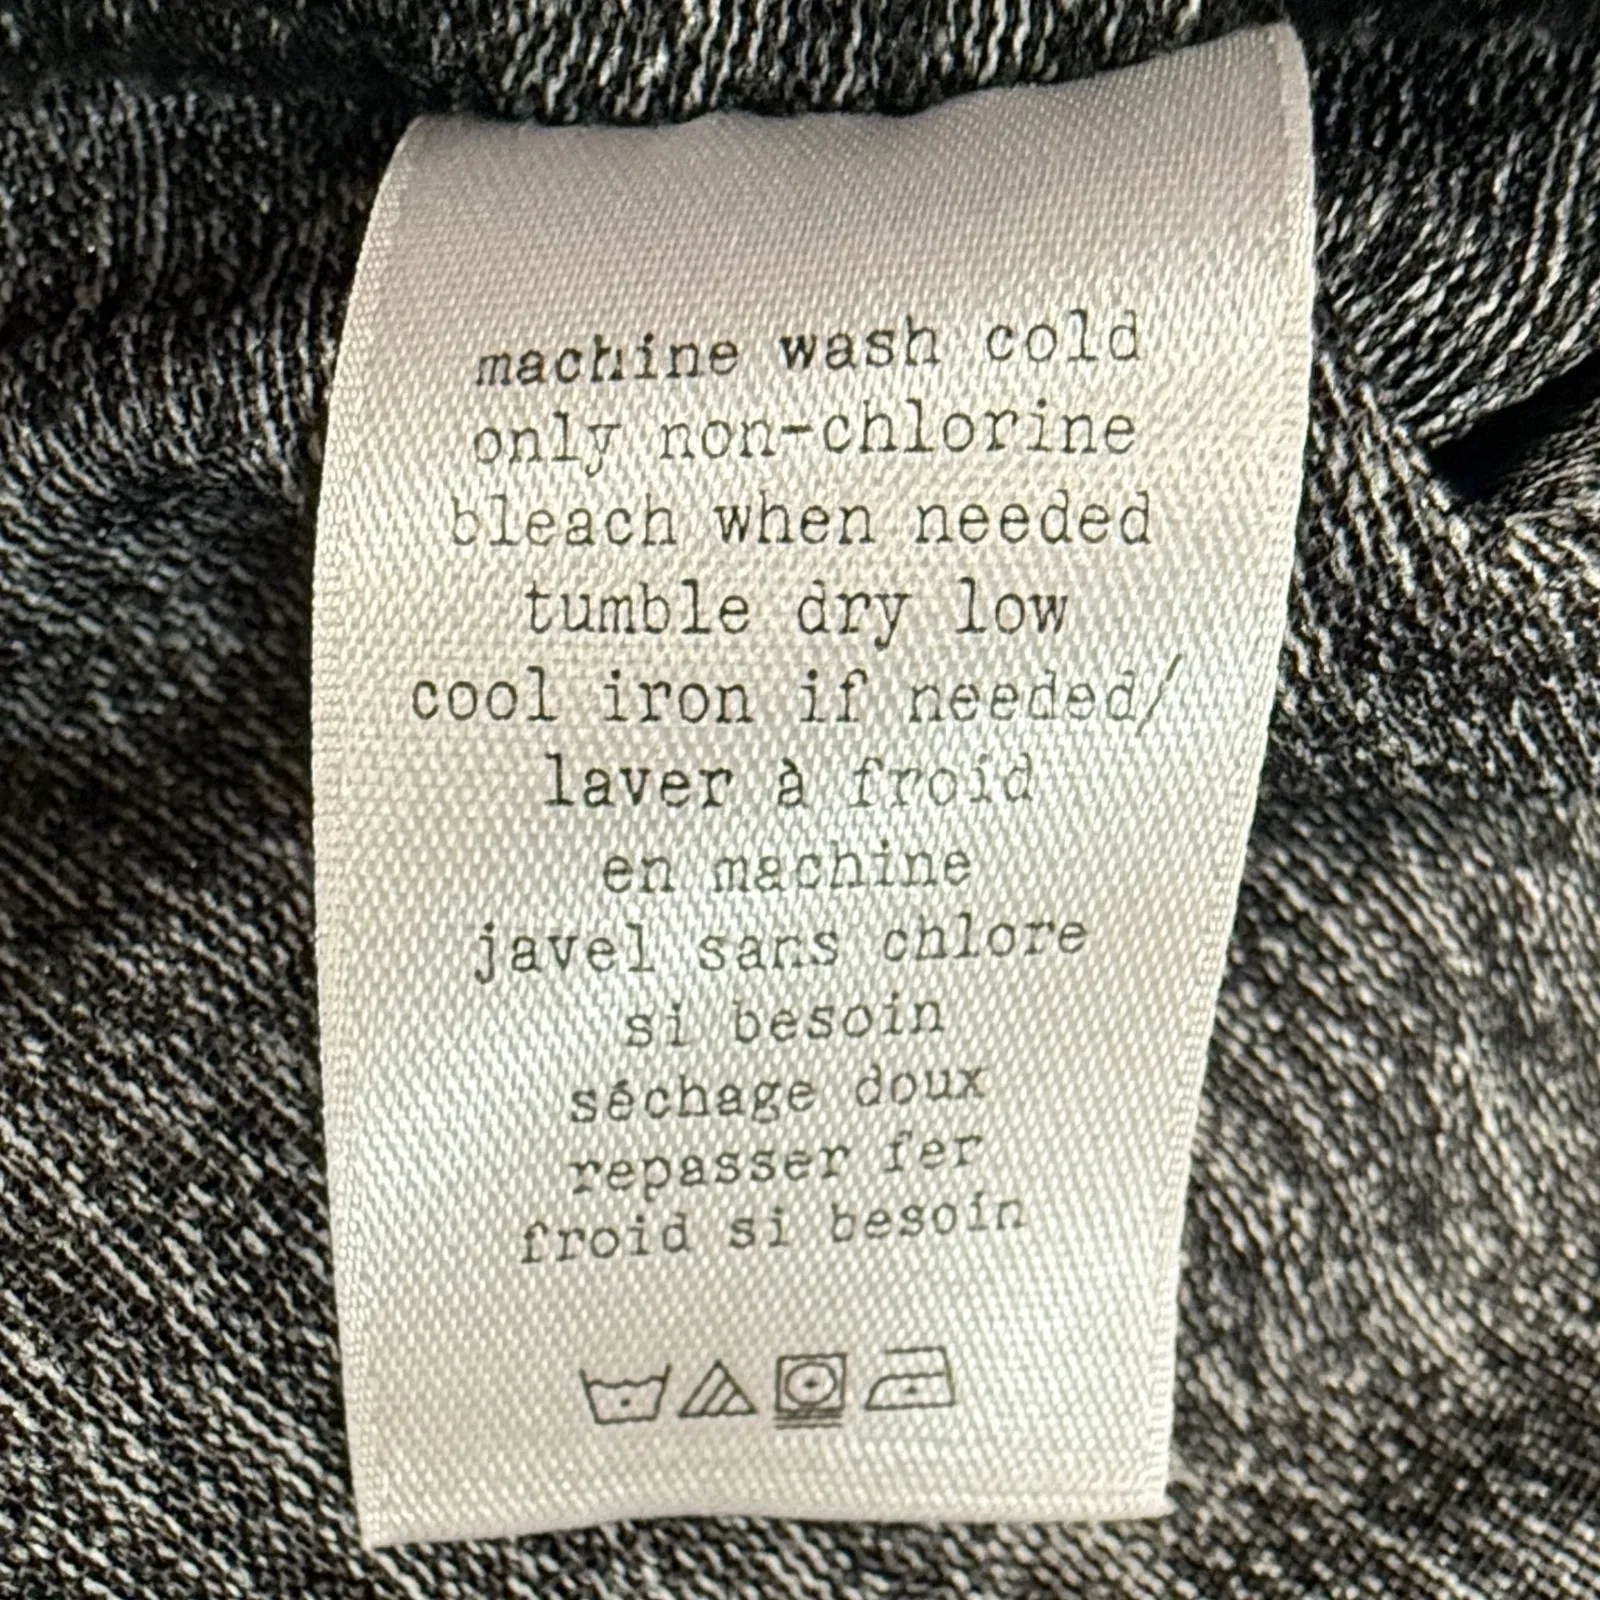 machine wash cold
only non-chlorine
bleach when needed
tumble dry low
cool iron if needed/
laver à froid
en machine
javel sans chlore
si besoin
séchage doux
repasser fer
froid si besoin